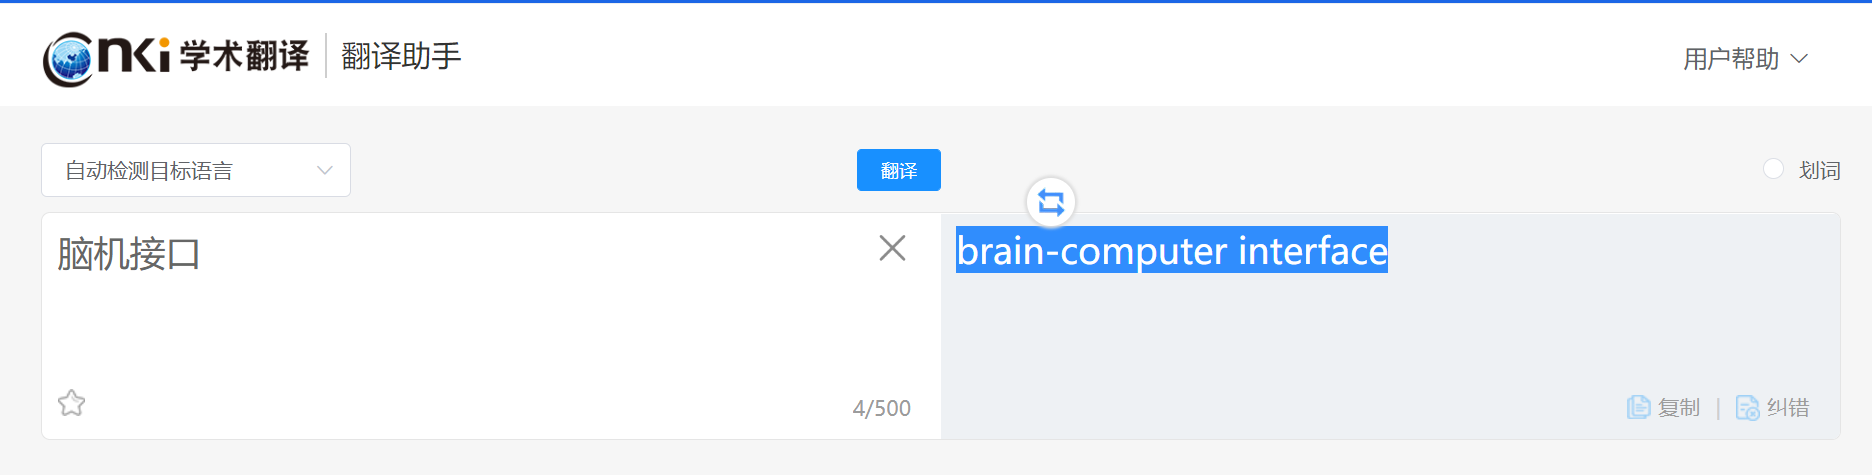 CNKI 学术翻译 翻译助手
用户帮助
自动检测目标语言
翻译
划词
脑机接口
brain-computer interface
4/500
复制 | 纠错